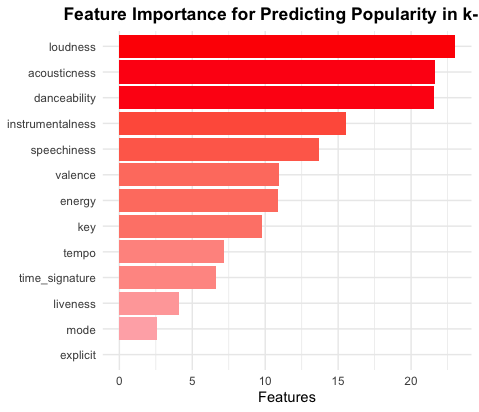 Feature Importance for Predicting Popularity in k-
loudness
acousticness
danceability
instrumentalness
speechiness
valence
energy
key
tempo
time_signature
liveness
mode
explicit
0 5 10 15 20
Features